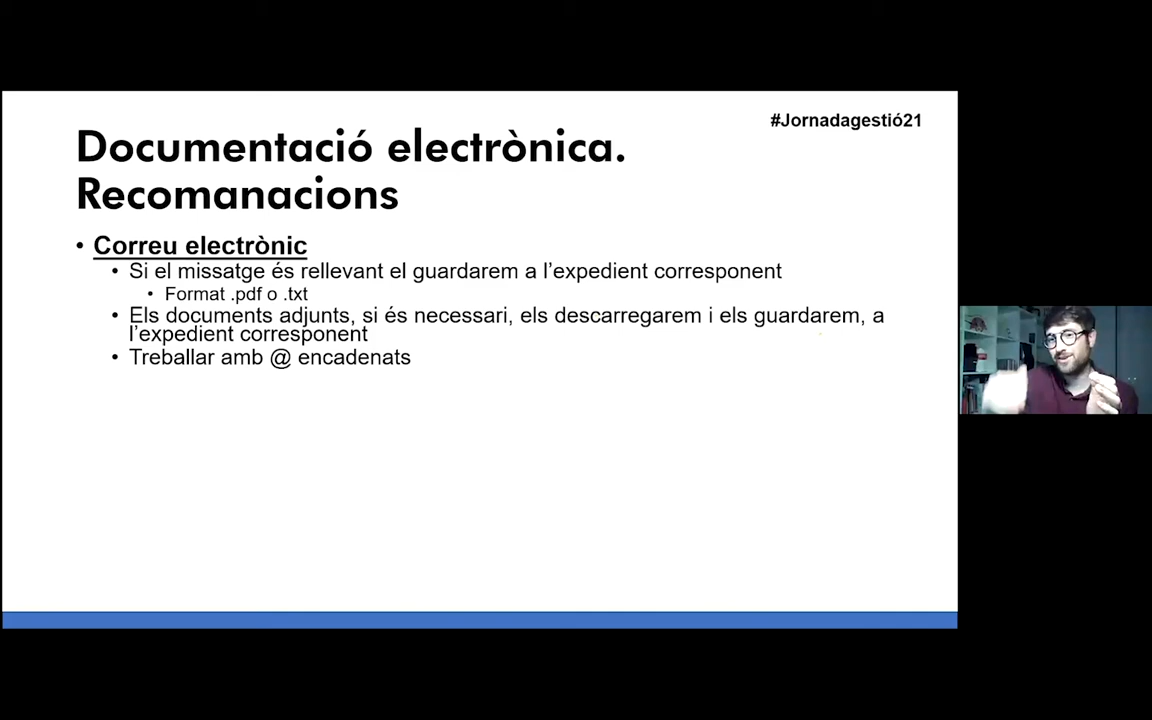 #Jornadagestió21
Documentació electrònica.
Recomanacions
• Correu electrònic
• Si el missatge és rellevant el guardarem a l’expedient corresponent
• Format .pdf o .txt
• Els documents adjunts, si és necessari, els descarregarem i els guardarem, a
l’expedient corresponent
• Treballar amb @ encadenats